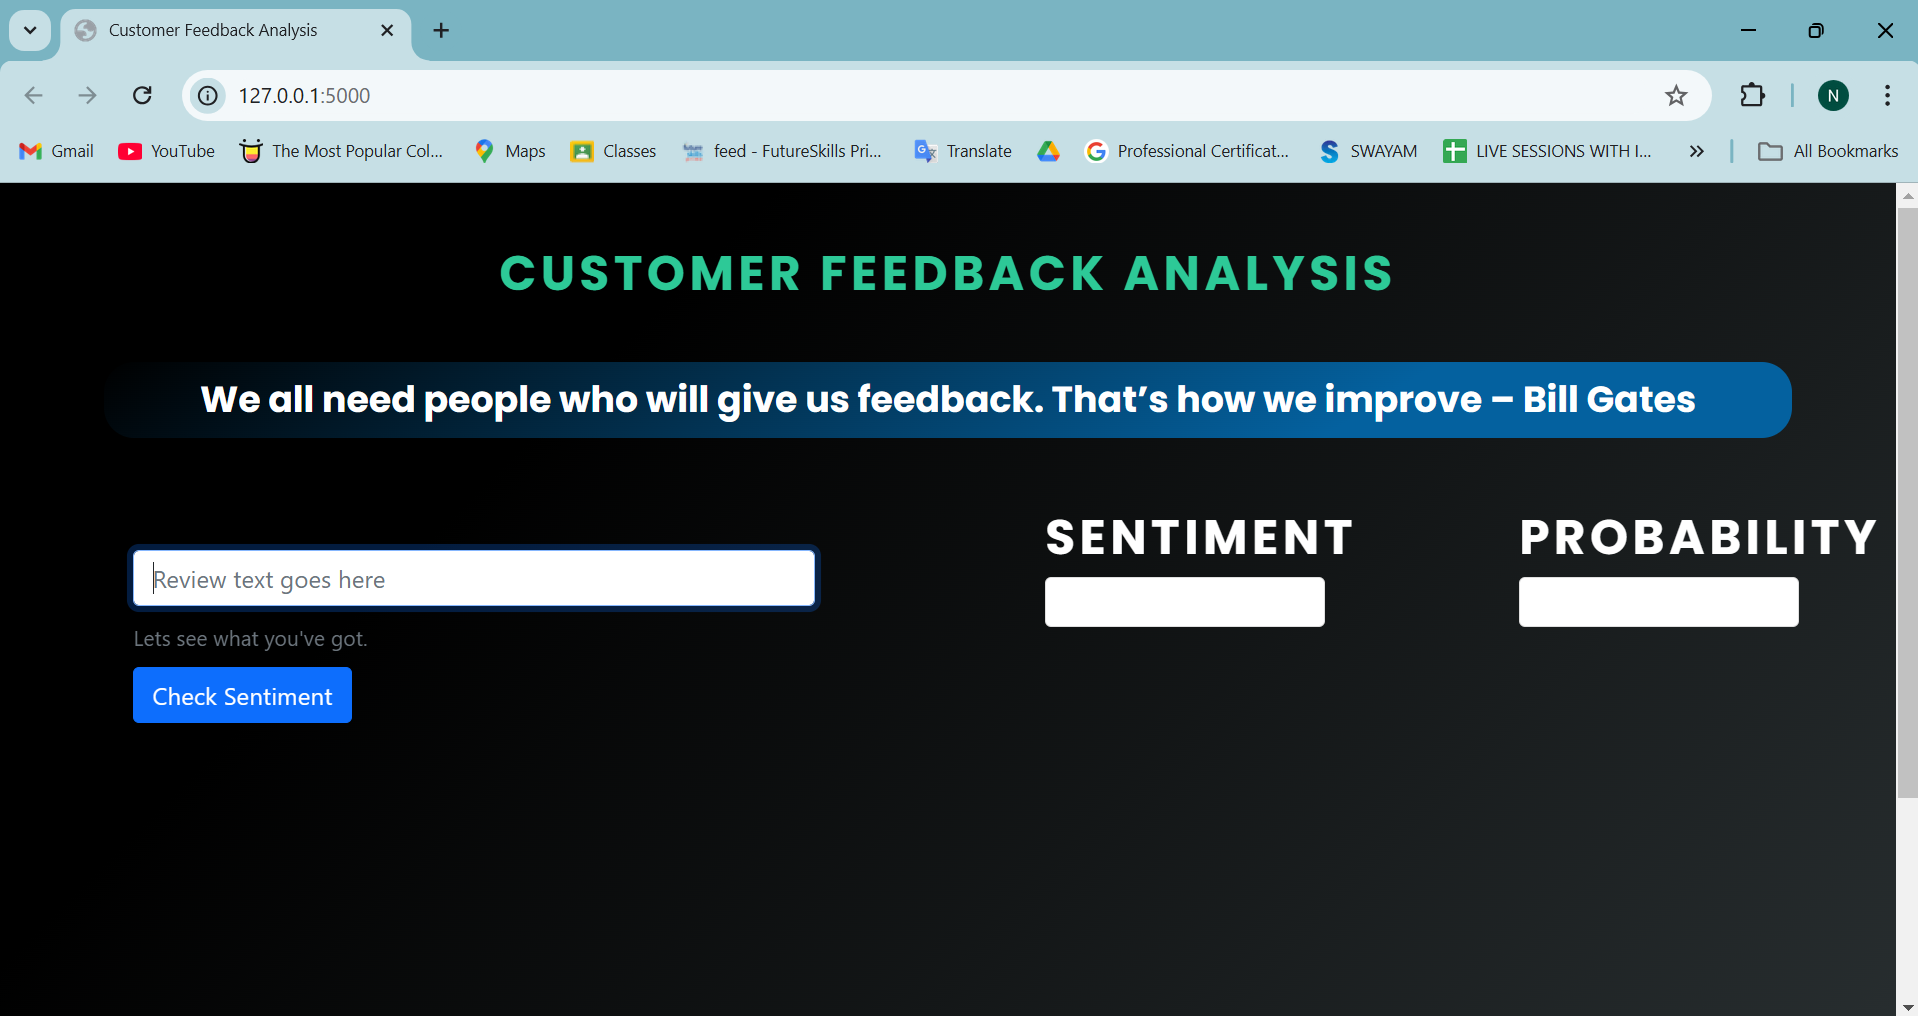 Customer Feedback Analysis
127.0.0.1:5000
N
Gmail YouTube The Most Popular Col... Maps Classes feed - FutureSkills Pri... Translate Professional Certificat... SWAYAM LIVE SESSIONS WITH I... » All Bookmarks
CUSTOMER FEEDBACK ANALYSIS
We all need people who will give us feedback. That’s how we improve – Bill Gates
SENTIMENT PROBABILITY
Review text goes here
Lets see what you've got.
Check Sentiment